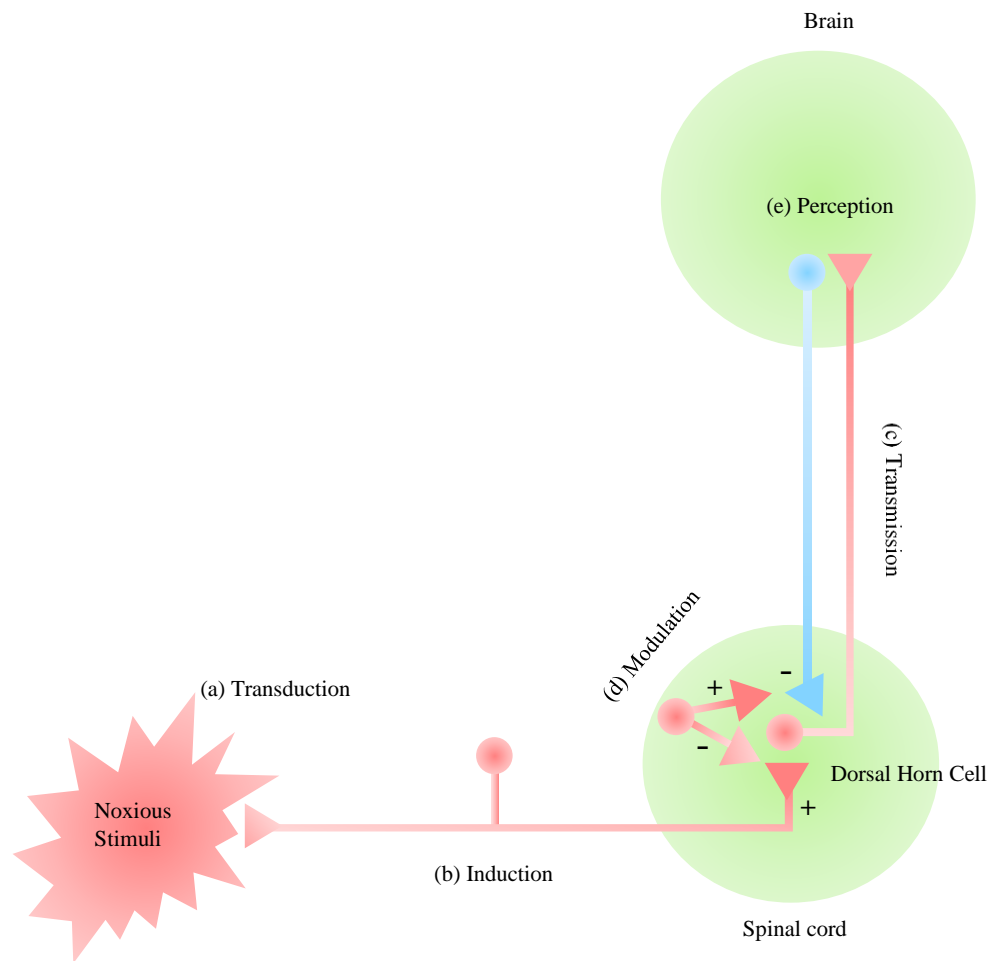 Brain
(e) Perception
(c) Transmission
(d) Modulation
-
+
-
(a) Transduction
Dorsal Horn Cell
Noxious
Stimuli
+
(b) Induction
Spinal cord